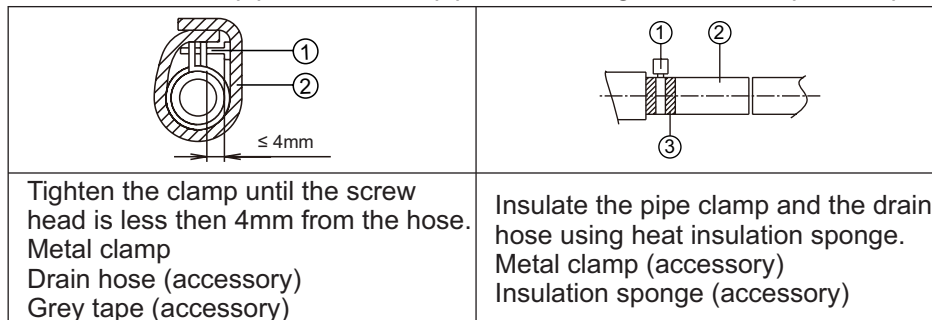 ①
②
≤ 4mm
Tighten the clamp until the screw
head is less then 4mm from the hose.
Metal clamp
Drain hose (accessory)
Grey tape (accessory)
①
②
③
Insulate the pipe clamp and the drain
hose using heat insulation sponge.
Metal clamp (accessory)
Insulation sponge (accessory)